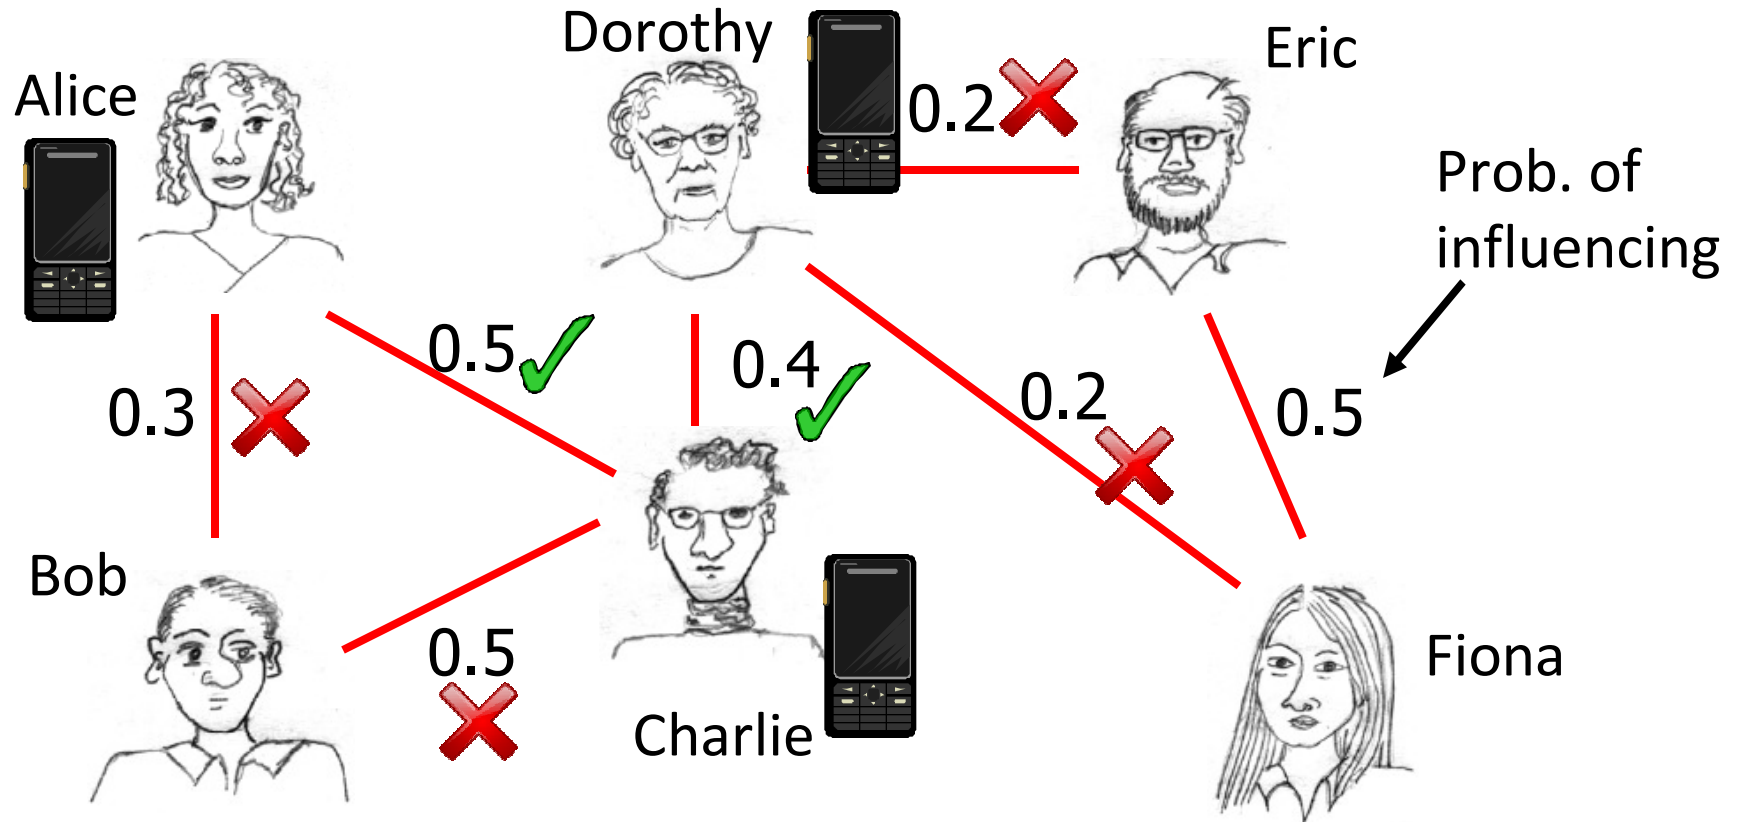 Dorothy
Eric
Alice
0.2
Prob. of
influencing
0.5
0.4
0.3
0.2
0.5
Bob
0.5
Fiona
Charlie